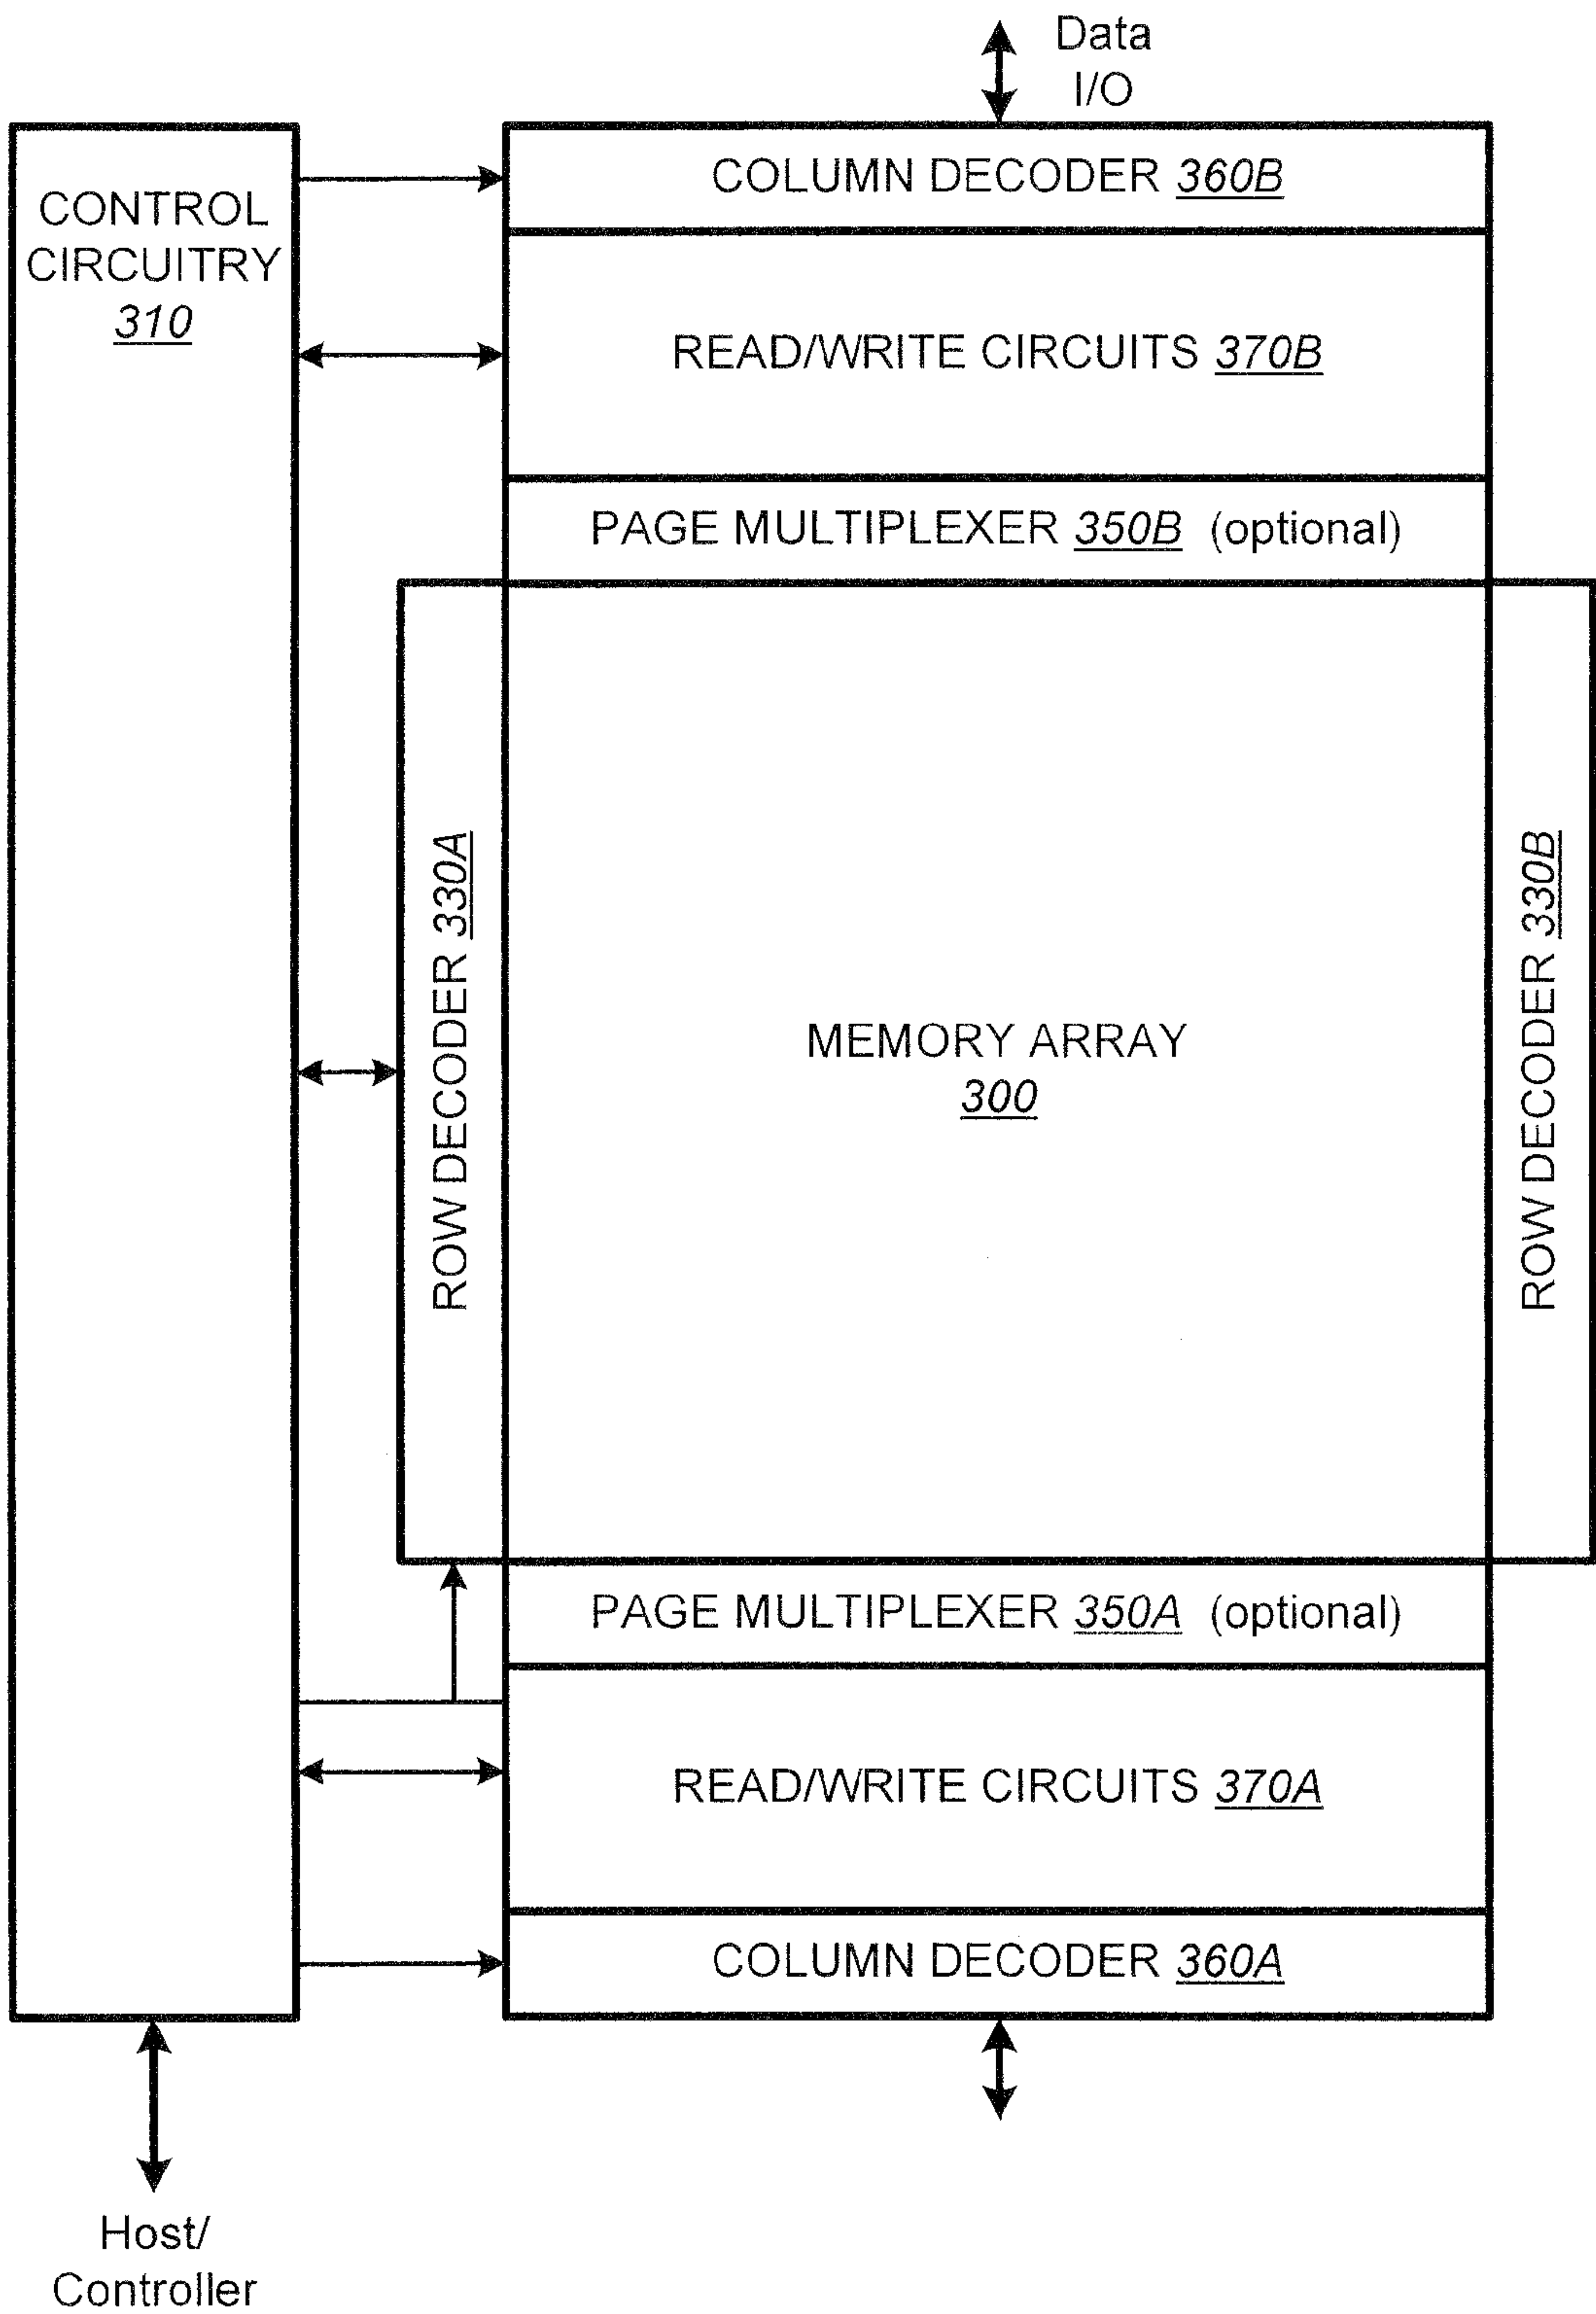 Data
I/O
COLUMN DECODER 360B
CONTROL
CIRCUITRY
310
READ/WRITE CIRCUITS 370B
PAGE MULTIPLEXER 350B (optional)
ROW DECODER 330A
MEMORY ARRAY
300
ROW DECODER 330B
PAGE MULTIPLEXER 350A (optional)
READ/WRITE CIRCUITS 370A
COLUMN DECODER 360A
Host/
Controller